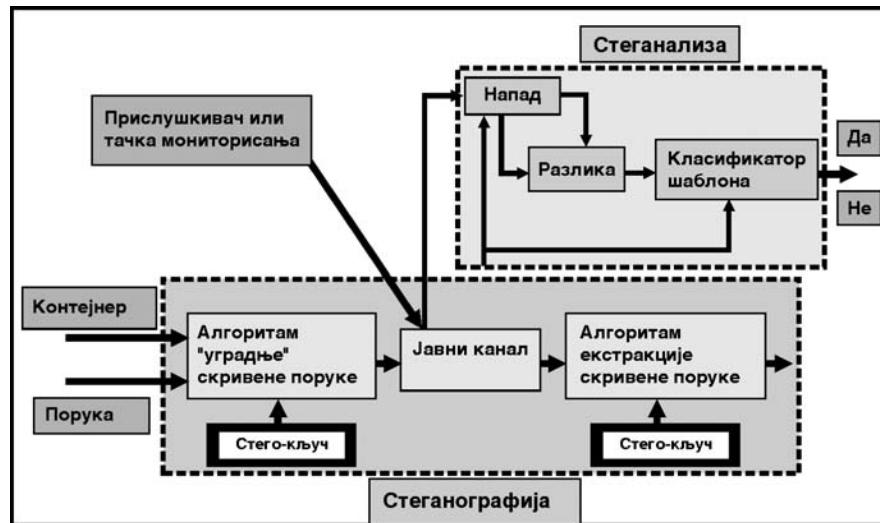 Стеганализа
Напад
Прислушкивач или
тачка мониторисања
Да
Разлика
Класификатор
шаблона
Не
Контејнер
Алгоритам
"уградње"
скривене поруке
Јавни канал
Алгоритам
екстракције
скривене поруке
Порука
Стего-кључ
Стего-кључ
Стеганографија